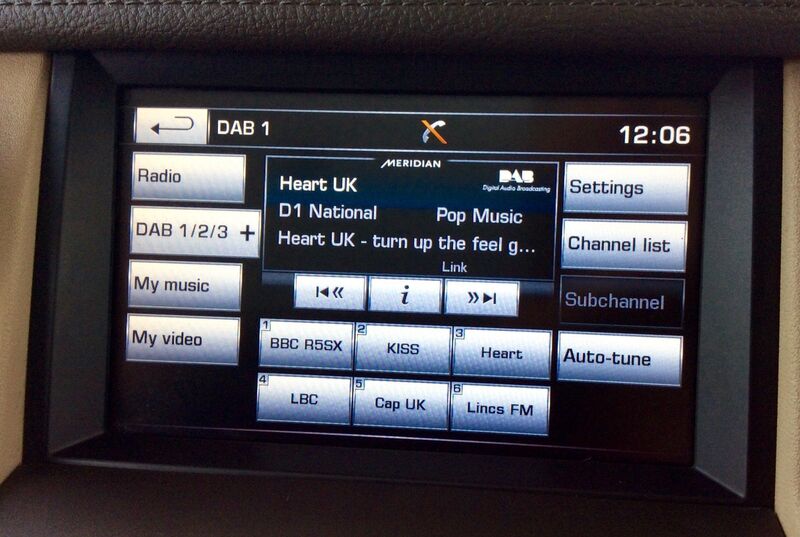 DAB 1
12:06
Radio
DAB 1/2/3 +
My music
My video
MERIDIAN
Heart UK
DAB
Digital Audio Broadcasting
D1 National
Pop Music
Heart UK - turn up the feel g...
Link
i
Settings
Channel list
Subchannel
Auto-tune
1 BBC R5SX
2 KISS
3 Heart
4 LBC
5 Cap UK
6 Lincs FM